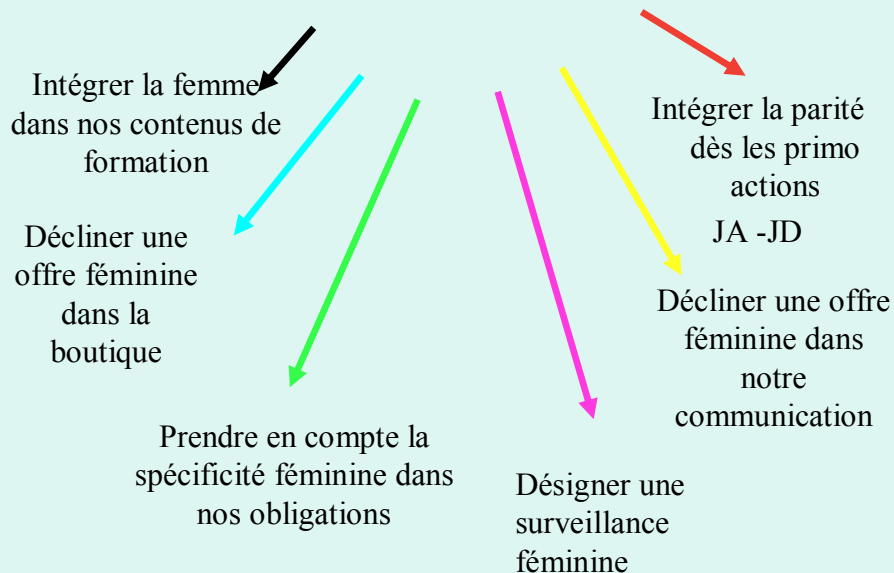 Intégrer la femme
dans nos contenus de
formation
Intégrer la parité
dès les primo
actions
JA -JD
Décliner une
offre féminine
dans la
boutique
Décliner une offre
féminine dans
notre
communication
Prendre en compte la
spécificité féminine dans
nos obligations
Désigner une
surveillance
féminine